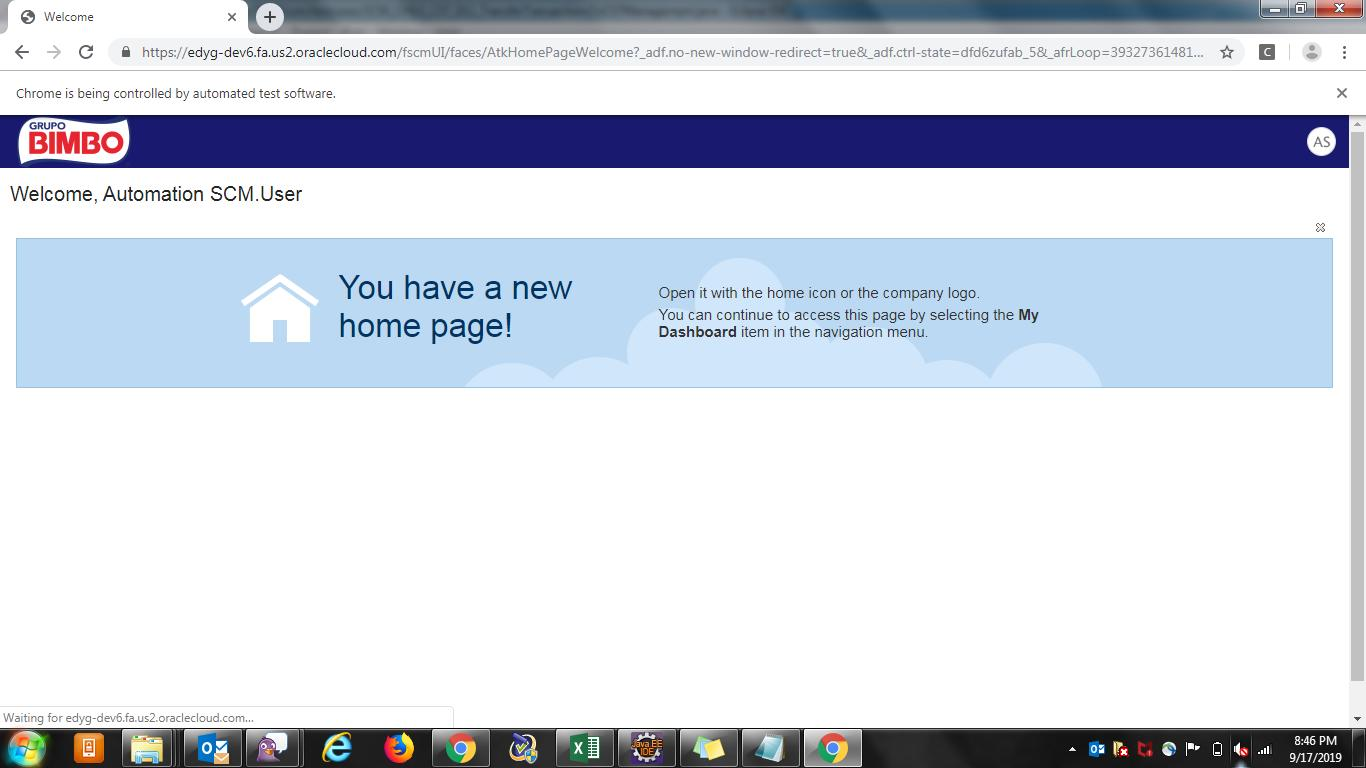 Welcome
https://edyg-dev6.fa.us2.oraclecloud.com/fscmUI/faces/AtkHomePageWelcome?_adf.no-new-window-redirect=true&_adf.ctrl-state=dfd6zufab_5&_afrLoop=39327361481...
C
Chrome is being controlled by automated test software.
GRUPO
BIMBO
AS
Welcome, Automation SCM.User
You have a new
home page!
Open it with the home icon or the company logo.
You can continue to access this page by selecting the My
Dashboard item in the navigation menu.
Waiting for edyg-dev6.fa.us2.oraclecloud.com...
Java EE
IDE
8:46 PM
9/17/2019